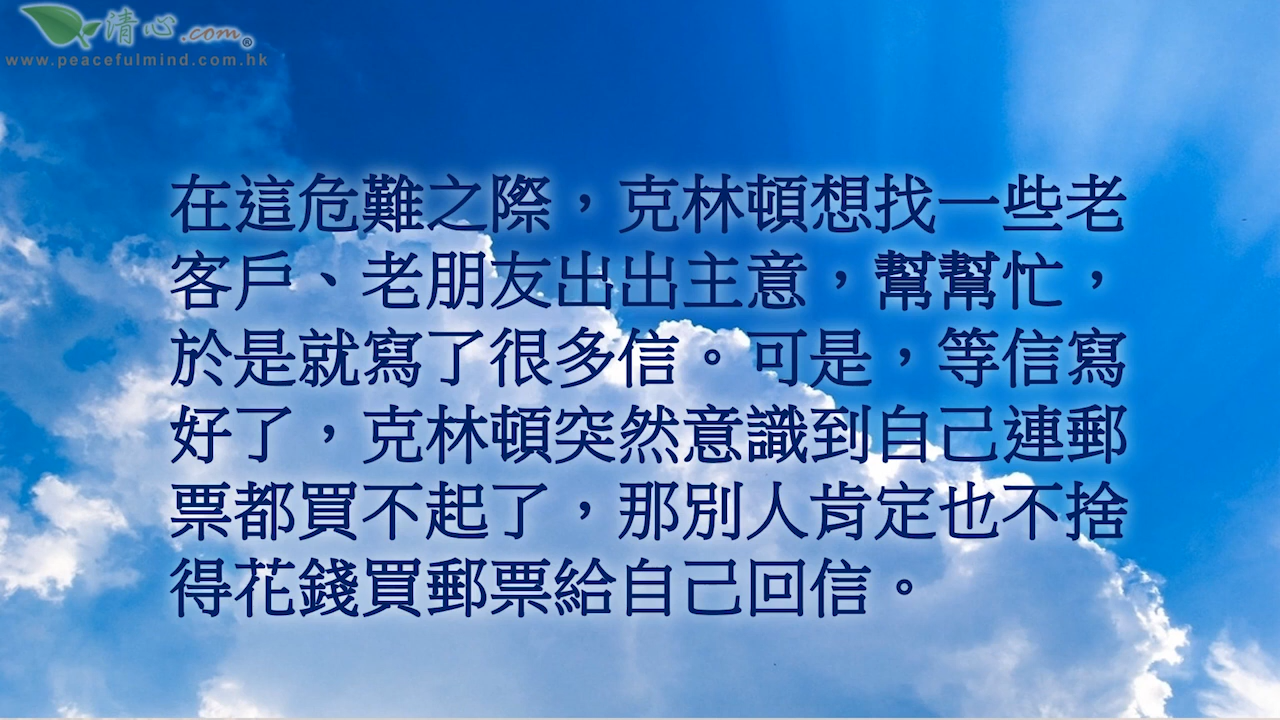 清心.com®
www.peacefulmind.com.hk
在這危難之際，克林頓想找一些老
客戶、老朋友出出主意，幫幫忙，
於是就寫了很多信。可是，等信寫
好了，克林頓突然意識到自己連郵
票都買不起了，那別人肯定也不捨
得花錢買郵票給自己回信。